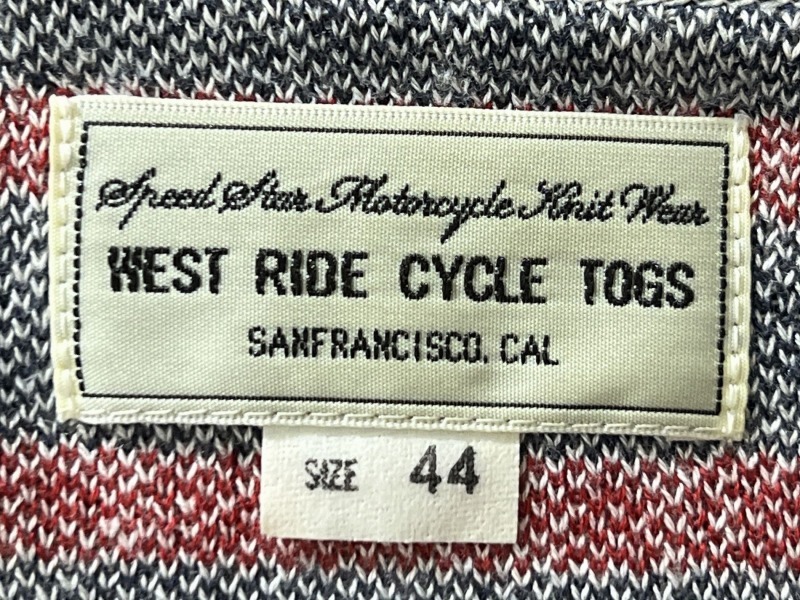 Speed Star Motorcycle Knit Wear
WEST RIDE CYCLE TOGS
SANFRANCISCO. CAL
SIZE 44